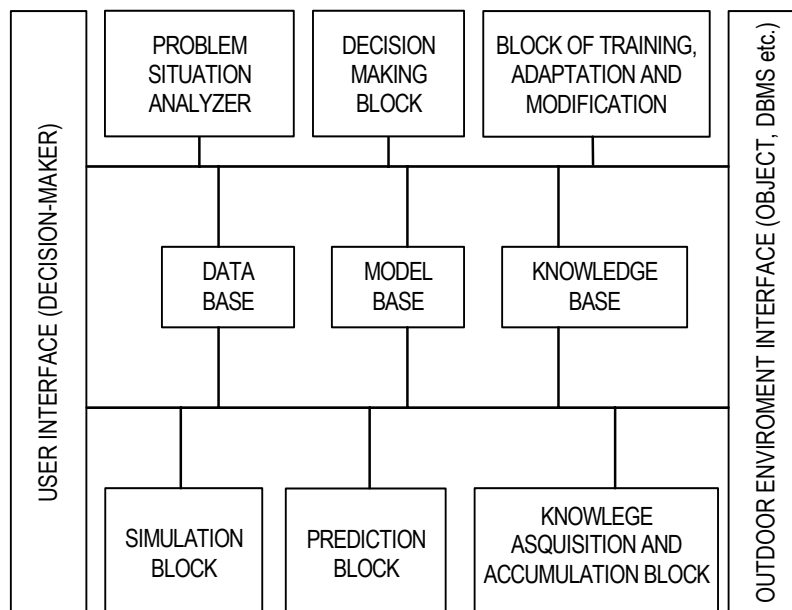 USER INTERFACE (DECISION-MAKER)
PROBLEM
SITUATION
ANALYZER
DECISION
MAKING
BLOCK
BLOCK OF TRAINING,
ADAPTATION AND
MODIFICATION
DATA
BASE
MODEL
BASE
KNOWLEDGE
BASE
SIMULATION
BLOCK
PREDICTION
BLOCK
KNOWLEGE
ASQUISITION AND
ACCUMULATION BLOCK
OUTDOOR ENVIROMENT INTERFACE (OBJECT, DBMS etc.)